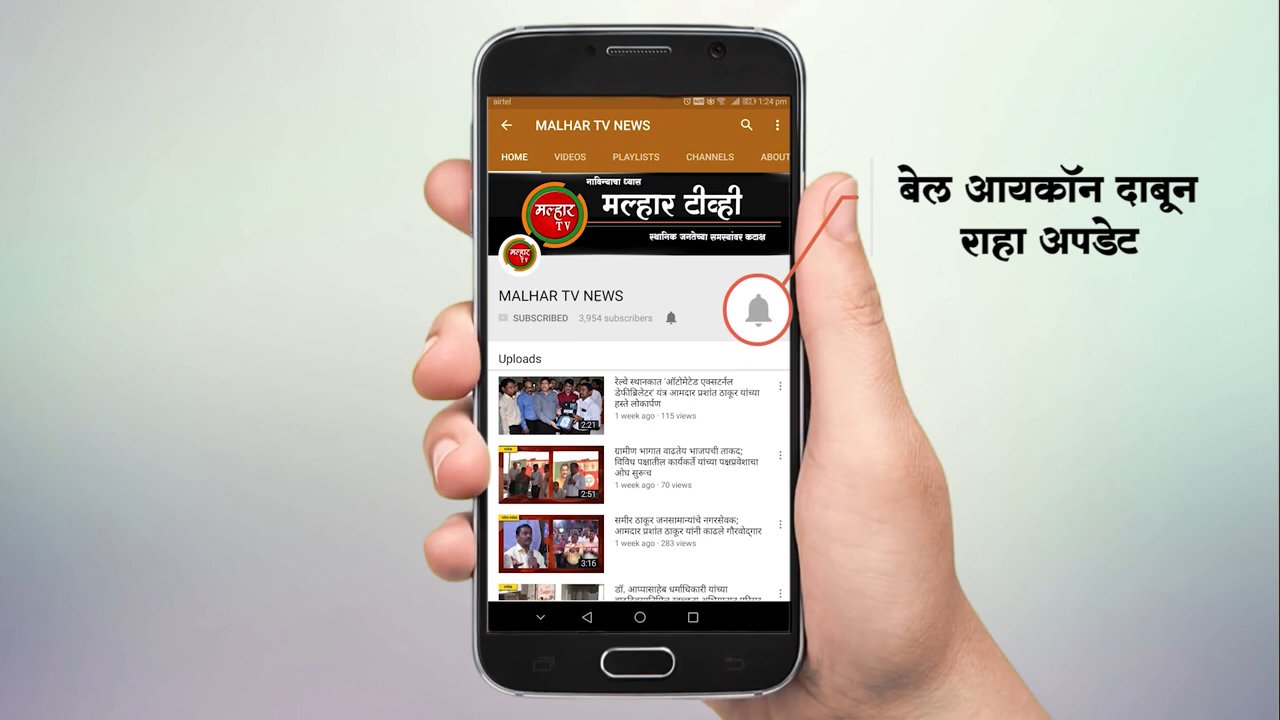 airtel 1:24 pm
MALHAR TV NEWS
HOME VIDEOS PLAYLISTS CHANNELS ABOUT
नाविन्याचा ध्यास
मल्हार टीव्ही
मल्हार
TV
स्थानिक जनतेच्या समस्यांवर कटाक्ष
मल्हार
TV
MALHAR TV NEWS
SUBSCRIBED 3,954 subscribers
Uploads
रेल्वे स्थानकात 'ऑटोमेटेड एक्सटर्नल
डेफीब्रिलेटर' यंत्र आमदार प्रशांत ठाकूर यांच्या
हस्ते लोकार्पण
1 week ago · 115 views
2:21
ग्रामीण भागात वाढतेय भाजपची ताकद;
विविध पक्षातील कार्यकर्ते यांच्या पक्षप्रवेशाचा
ओघ सुरूच
1 week ago · 70 views
2:51
समीर ठाकूर जनसामान्यांचे नगरसेवक;
आमदार प्रशांत ठाकूर यांनी काढले गौरवोद्गार
1 week ago · 283 views
3:16
डॉ. आप्पासाहेब धर्माधिकारी यांच्या
बेल आयकॉन दाबून
राहा अपडेट